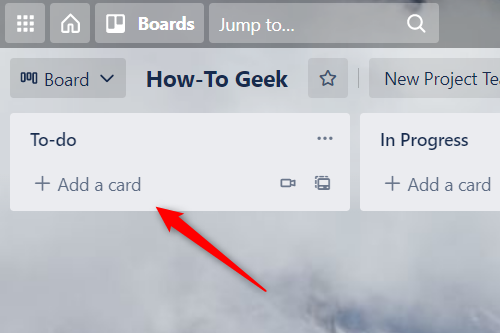 Boards Jump to...
Board How-To Geek New Project Te
To-do In Progress
+ Add a card + Add a card